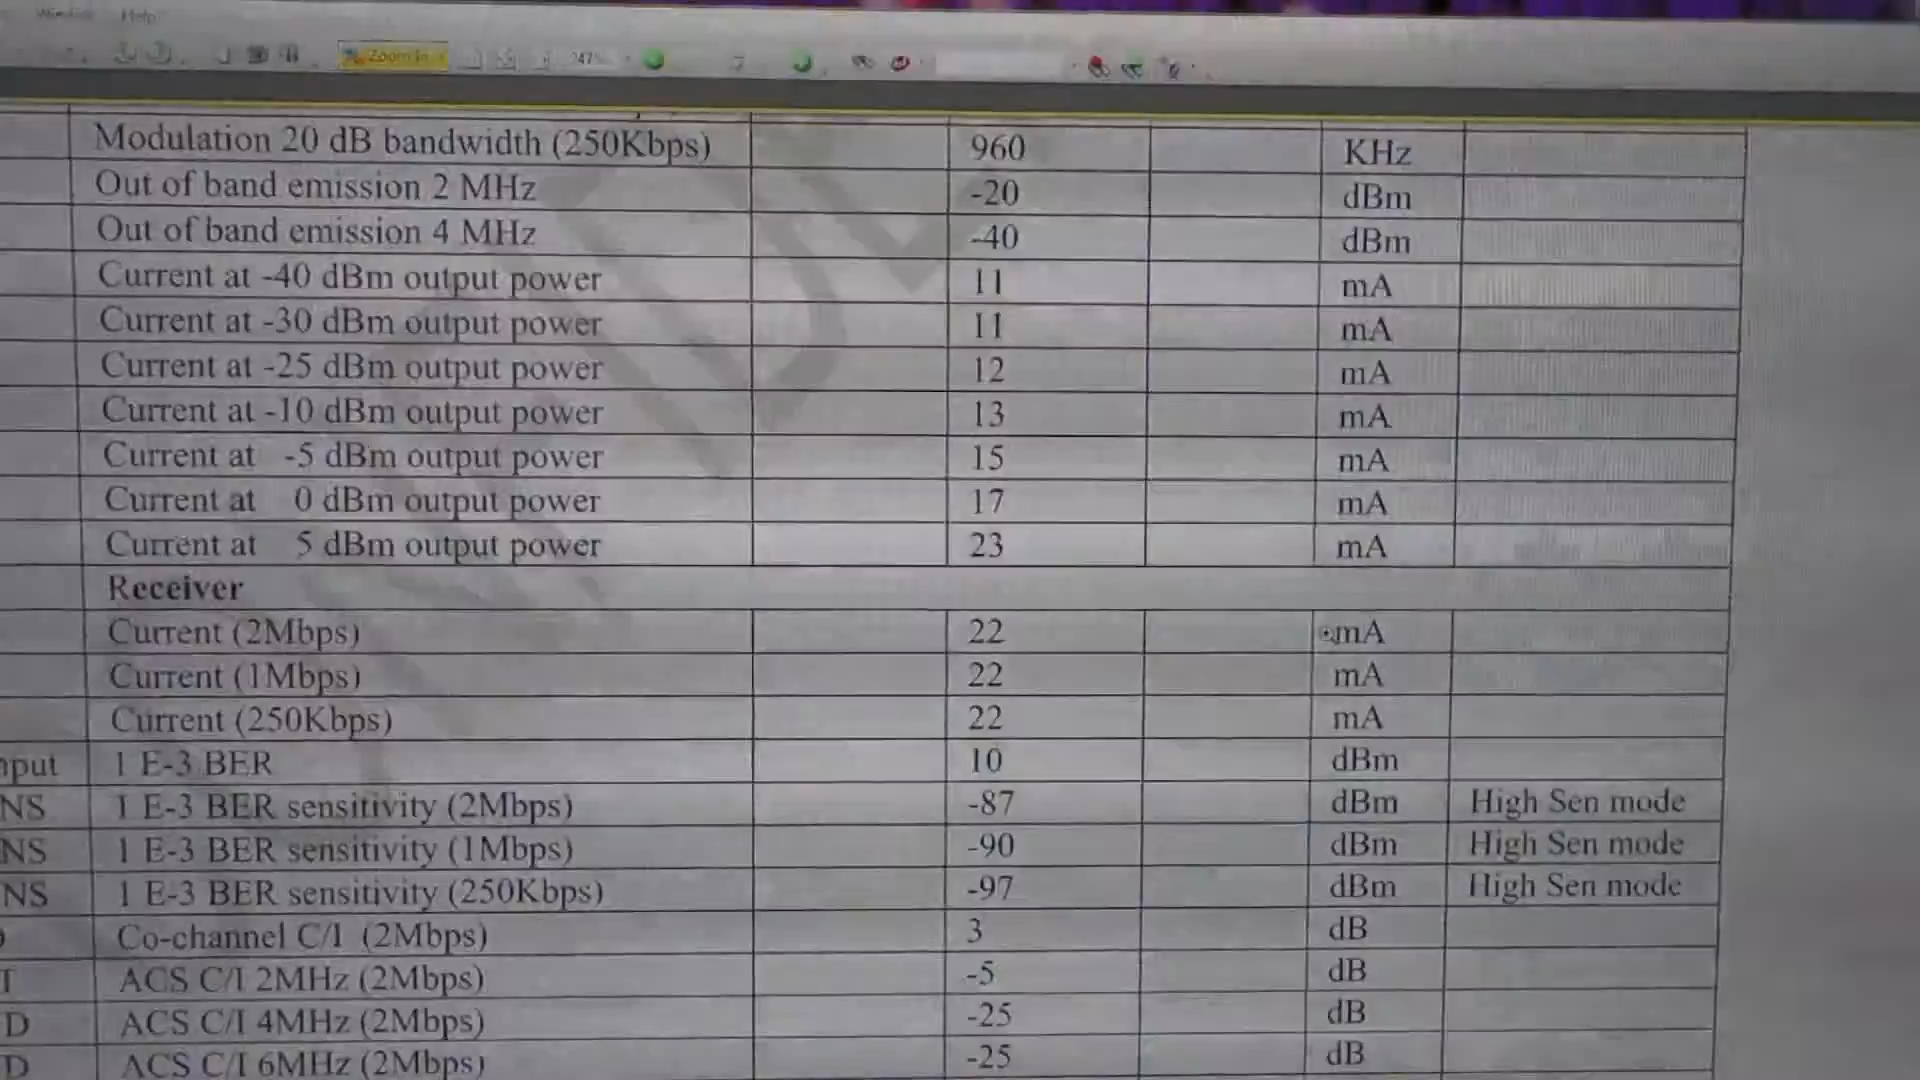 Window Help
Zoom In
Modulation 20 dB bandwidth (250Kbps) 960 KHz
Out of band emission 2 MHz -20 dBm
Out of band emission 4 MHz -40 dBm
Current at -40 dBm output power 11 mA
Current at -30 dBm output power 11 mA
Current at -25 dBm output power 12 mA
Current at -10 dBm output power 13 mA
Current at -5 dBm output power 15 mA
Current at 0 dBm output power 17 mA
Current at 5 dBm output power 23 mA
Receiver
Current (2Mbps) 22 mA
Current (1Mbps) 22 mA
Current (250Kbps) 22 mA
nput 1 E-3 BER 10 dBm
NS 1 E-3 BER sensitivity (2Mbps) -87 dBm High Sen mode
NS 1 E-3 BER sensitivity (1Mbps) -90 dBm High Sen mode
NS 1 E-3 BER sensitivity (250Kbps) -97 dBm High Sen mode
Co-channel C/I (2Mbps) 3 dB
T ACS C/I 2MHz (2Mbps) -5 dB
D ACS C/I 4MHz (2Mbps) -25 dB
D ACS C/I 6MHz (2Mbps) -25 dB